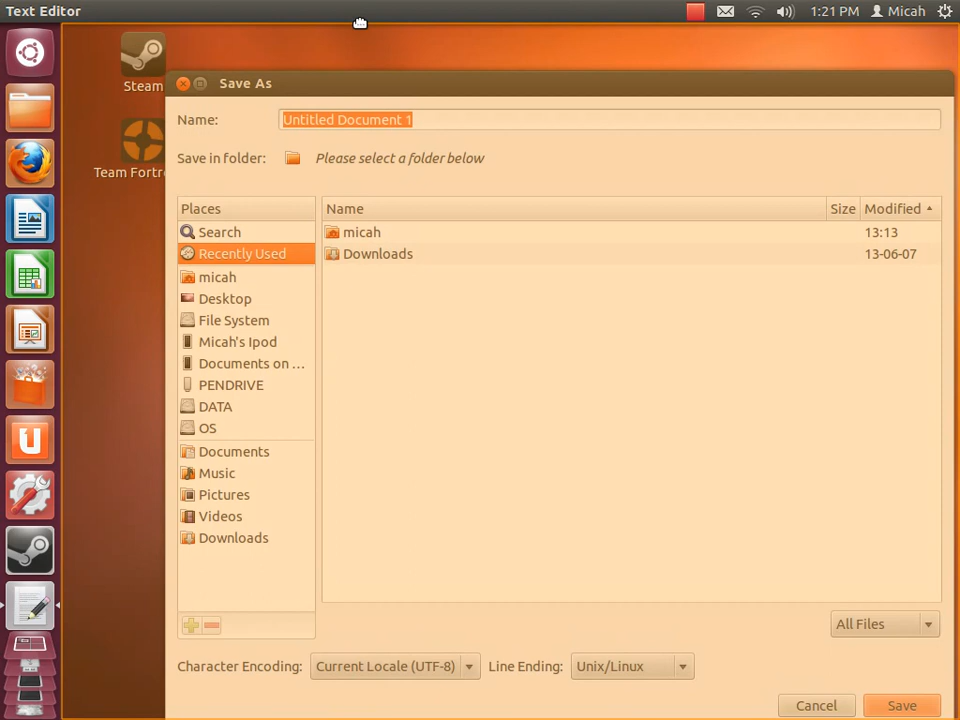 Text Editor
1:21 PM
Micah
Steam
Team Fortre
Save As
Name:
Untitled Document 1
Save in folder:
Please select a folder below
Places
Name
Size
Modified
Search
micah
13:13
Recently Used
Downloads
13-06-07
micah
Desktop
File System
Micah's Ipod
Documents on ...
PENDRIVE
DATA
OS
Documents
Music
Pictures
Videos
Downloads
All Files
Character Encoding:
Current Locale (UTF-8)
Line Ending:
Unix/Linux
Cancel
Save